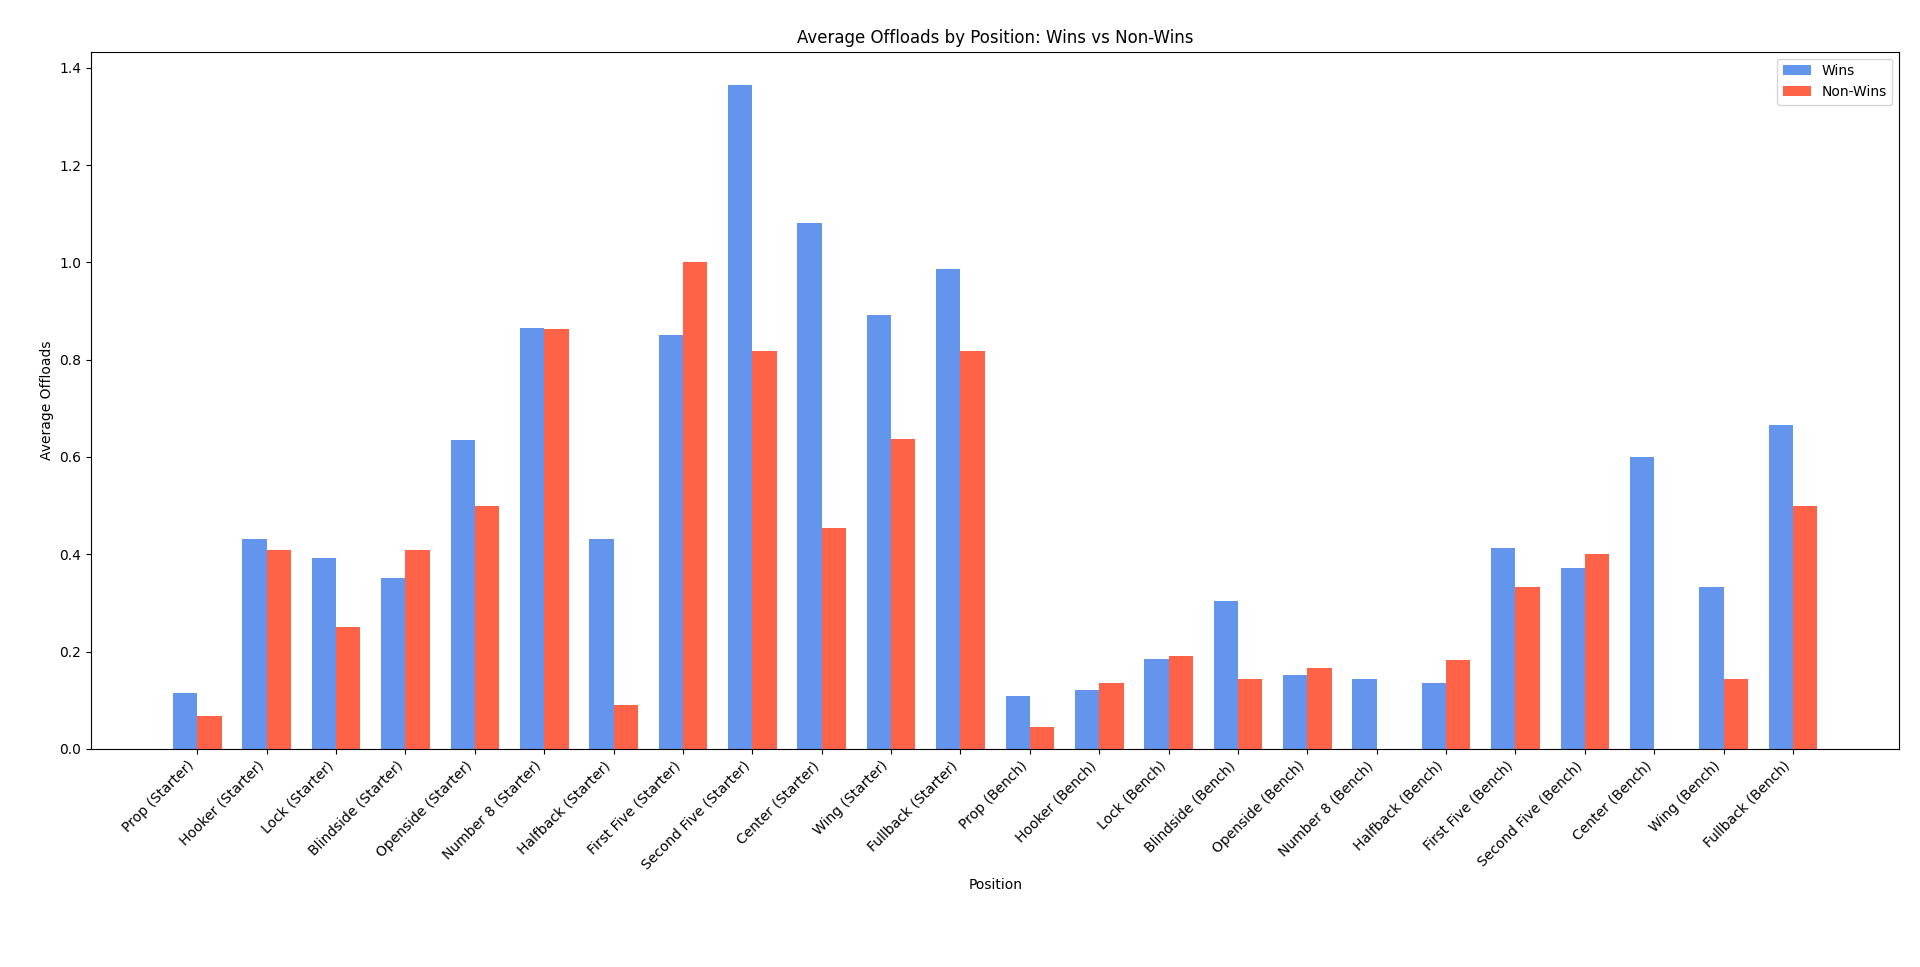 Average Offloads by Position: Wins vs Non-Wins
Wins
Non-Wins
Average Offloads
1.4
1.2
1.0
0.8
0.6
0.4
0.2
0.0
Prop (Starter)
Hooker (Starter)
Lock (Starter)
Blindside (Starter)
Openside (Starter)
Number 8 (Starter)
Halfback (Starter)
First Five (Starter)
Second Five (Starter)
Center (Starter)
Wing (Starter)
Fullback (Starter)
Prop (Bench)
Hooker (Bench)
Lock (Bench)
Blindside (Bench)
Openside (Bench)
Number 8 (Bench)
Halfback (Bench)
First Five (Bench)
Second Five (Bench)
Center (Bench)
Wing (Bench)
Fullback (Bench)
Position